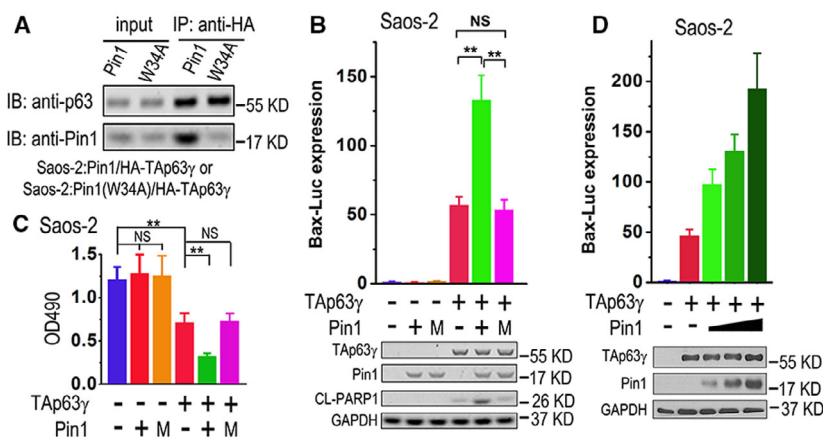 A
input
IP: anti-HA
Pin1
W34A
Pin1
W34A
IB: anti-p63
55 KD
IB: anti-Pin1
17 KD
Saos-2:Pin1/HA-TAp63γ or
Saos-2:Pin1(W34A)/HA-TAp63γ
B
Saos-2
NS
** **
Bax-Luc expression
150
100
50
0
TAp63γ - - - + + +
Pin1 - + M - + M
TAp63γ
55 KD
Pin1
17 KD
CL-PARP1
26 KD
GAPDH
37 KD
C
Saos-2
**
NS NS
**
OD490
1.5
1.0
0.5
0.0
TAp63γ - - - + + +
Pin1 - + M - + M
D
Saos-2
Bax-Luc expression
200
150
100
50
0
TAp63γ - + + + +
Pin1 - -
TAp63γ
55 KD
Pin1
17 KD
GAPDH
37 KD